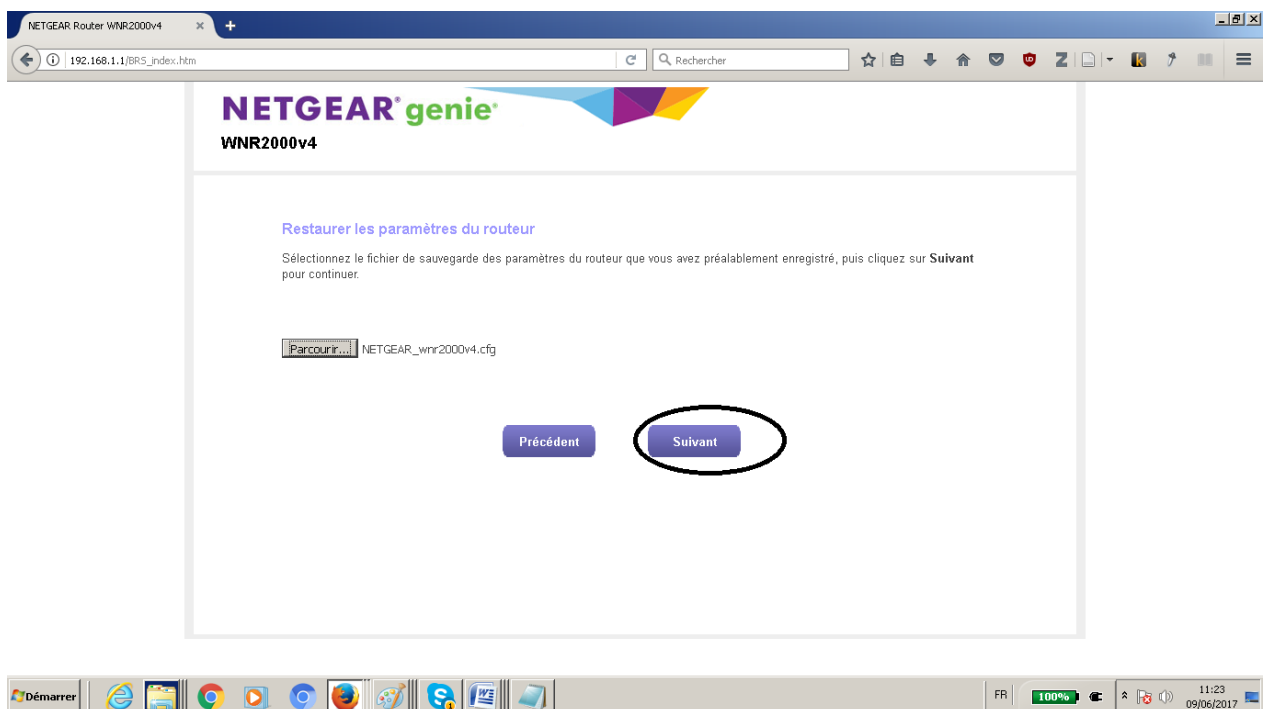 NETGEAR Router WNR2000v4
192.168.1.1/BRS_index.htm
Rechercher
NETGEAR® genie®
WNR2000v4
Restaurer les paramètres du routeur
Sélectionnez le fichier de sauvegarde des paramètres du routeur que vous avez préalablement enregistré, puis cliquez sur Suivant
pour continuer.
Parcourir... NETGEAR_wnr2000v4.cfg
Précédent Suivant
Démarrer
FR 100% 11:23
09/06/2017